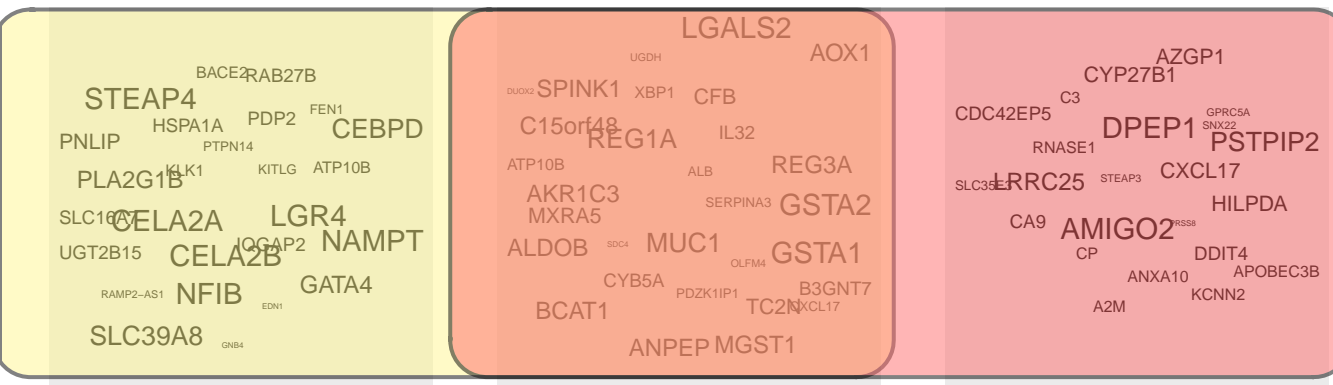 BACE2
RAB27B
STEAP4
FEN1
HSPA1A
PDP2
CEBPD
PNLIP
PTPN14
KLK1
KITLG
ATP10B
PLA2G1B
SLC16A7
CELA2A
LGR4
UGT2B15
IQGAP2
NAMPT
CELA2B
RAMP2-AS1
NFIB
GATA4
EDN1
SLC39A8
GNB4
LGALS2
UGDH
AOX1
DUOX2
SPINK1
XBP1
CFB
C15orf48
REG1A
IL32
ATP10B
ALB
REG3A
AKR1C3
SERPINA3
GSTA2
MXRA5
ALDOB
SDC4
MUC1
OLFM4
GSTA1
CYB5A
PDZK1IP1
B3GNT7
BCAT1
TC2N
CXCL17
ANPEP
MGST1
AZGP1
CYP27B1
C3
CDC42EP5
GPRC5A
DPEP1
SNX22
PSTPIP2
RNASE1
SLC35E3
LRRC25
STEAP3
CXCL17
HILPDA
CA9
AMIGO2
PRSS8
CP
DDIT4
ANXA10
APOBEC3B
KCNN2
A2M